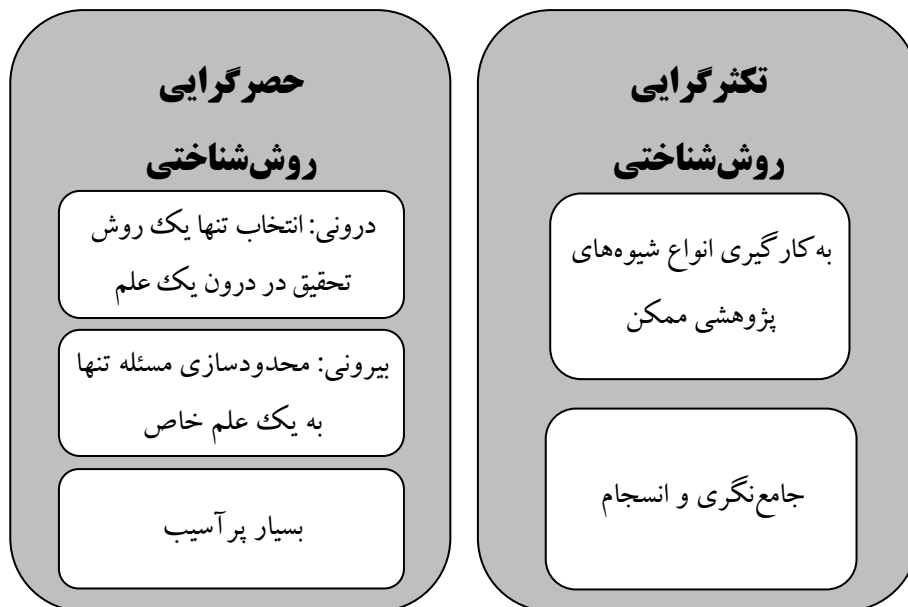 تکثرگرایی
روش‌شناختی
به‌کارگیری انواع شیوه‌های
پژوهشی ممکن
جامع‌نگری و انسجام
حصرگرایی
روش‌شناختی
درونی: انتخاب تنها یک روش
تحقیق در درون یک علم
بیرونی: محدودسازی مسئله تنها
به یک علم خاص
بسیار پرآسیب